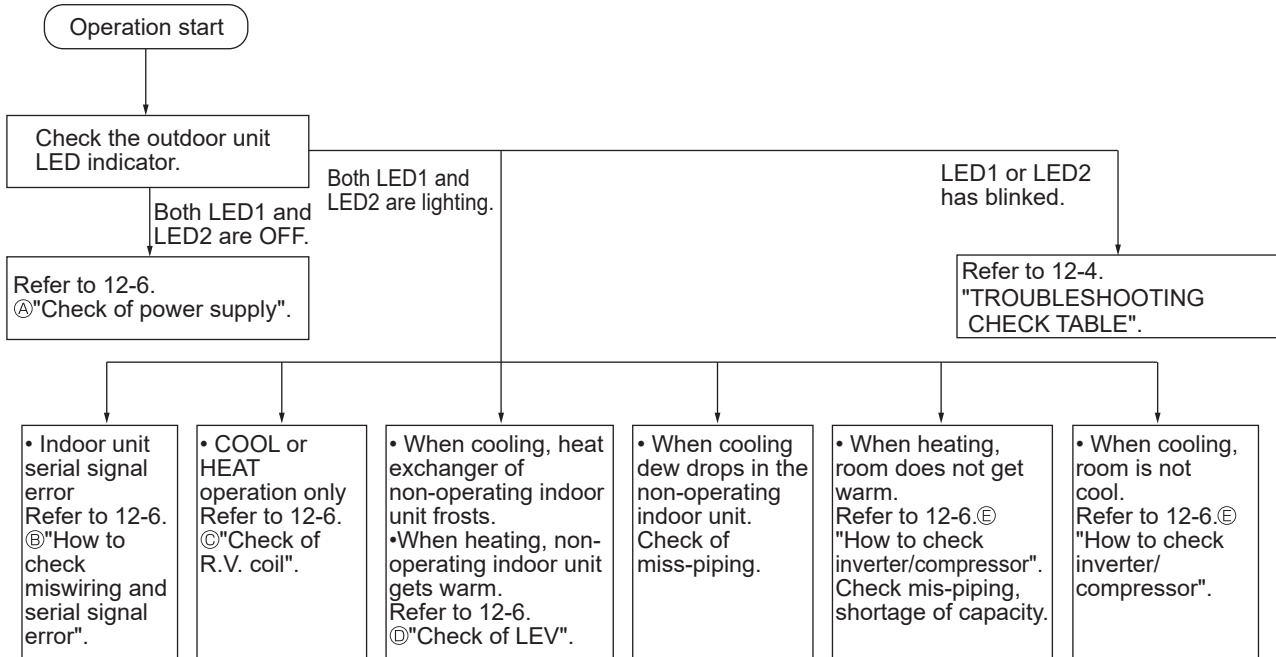 Operation start
Check the outdoor unit
LED indicator.
Both LED1 and
LED2 are OFF.
Both LED1 and
LED2 are lighting.
LED1 or LED2
has blinked.
Refer to 12-6.
Ⓐ"Check of power supply".
Refer to 12-4.
"TROUBLESHOOTING
CHECK TABLE".
• Indoor unit
serial signal
error
Refer to 12-6.
Ⓑ"How to
check
miswiring and
serial signal
error".
• COOL or
HEAT
operation only
Refer to 12-6.
Ⓒ"Check of
R.V. coil".
• When cooling, heat
exchanger of
non-operating indoor
unit frosts.
•When heating, non-
operating indoor unit
gets warm.
Refer to 12-6.
Ⓓ"Check of LEV".
• When cooling
dew drops in the
non-operating
indoor unit.
Check of
miss-piping.
• When heating,
room does not get
warm.
Refer to 12-6.Ⓔ
"How to check
inverter/compressor".
Check mis-piping,
shortage of capacity.
• When cooling,
room is not
cool.
Refer to 12-6.Ⓔ
"How to check
inverter/
compressor".